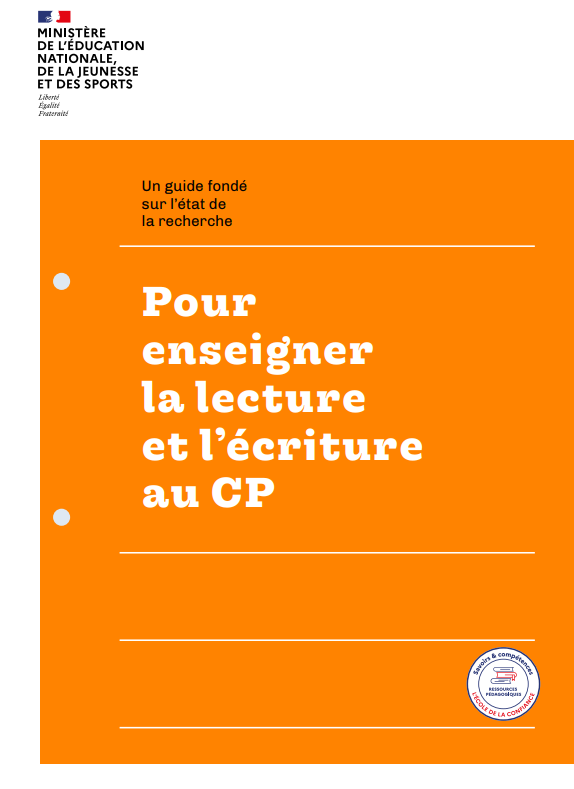 MINISTÈRE
DE L'ÉDUCATION
NATIONALE,
DE LA JEUNESSE
ET DES SPORTS
Liberté
Égalité
Fraternité
Un guide fondé
sur l'état de
la recherche
Pour
enseigner
la lecture
et l'écriture
au CP
Savoirs & compétences
RESSOURCES
PÉDAGOGIQUES
L'ÉCOLE DE LA CONFIANCE